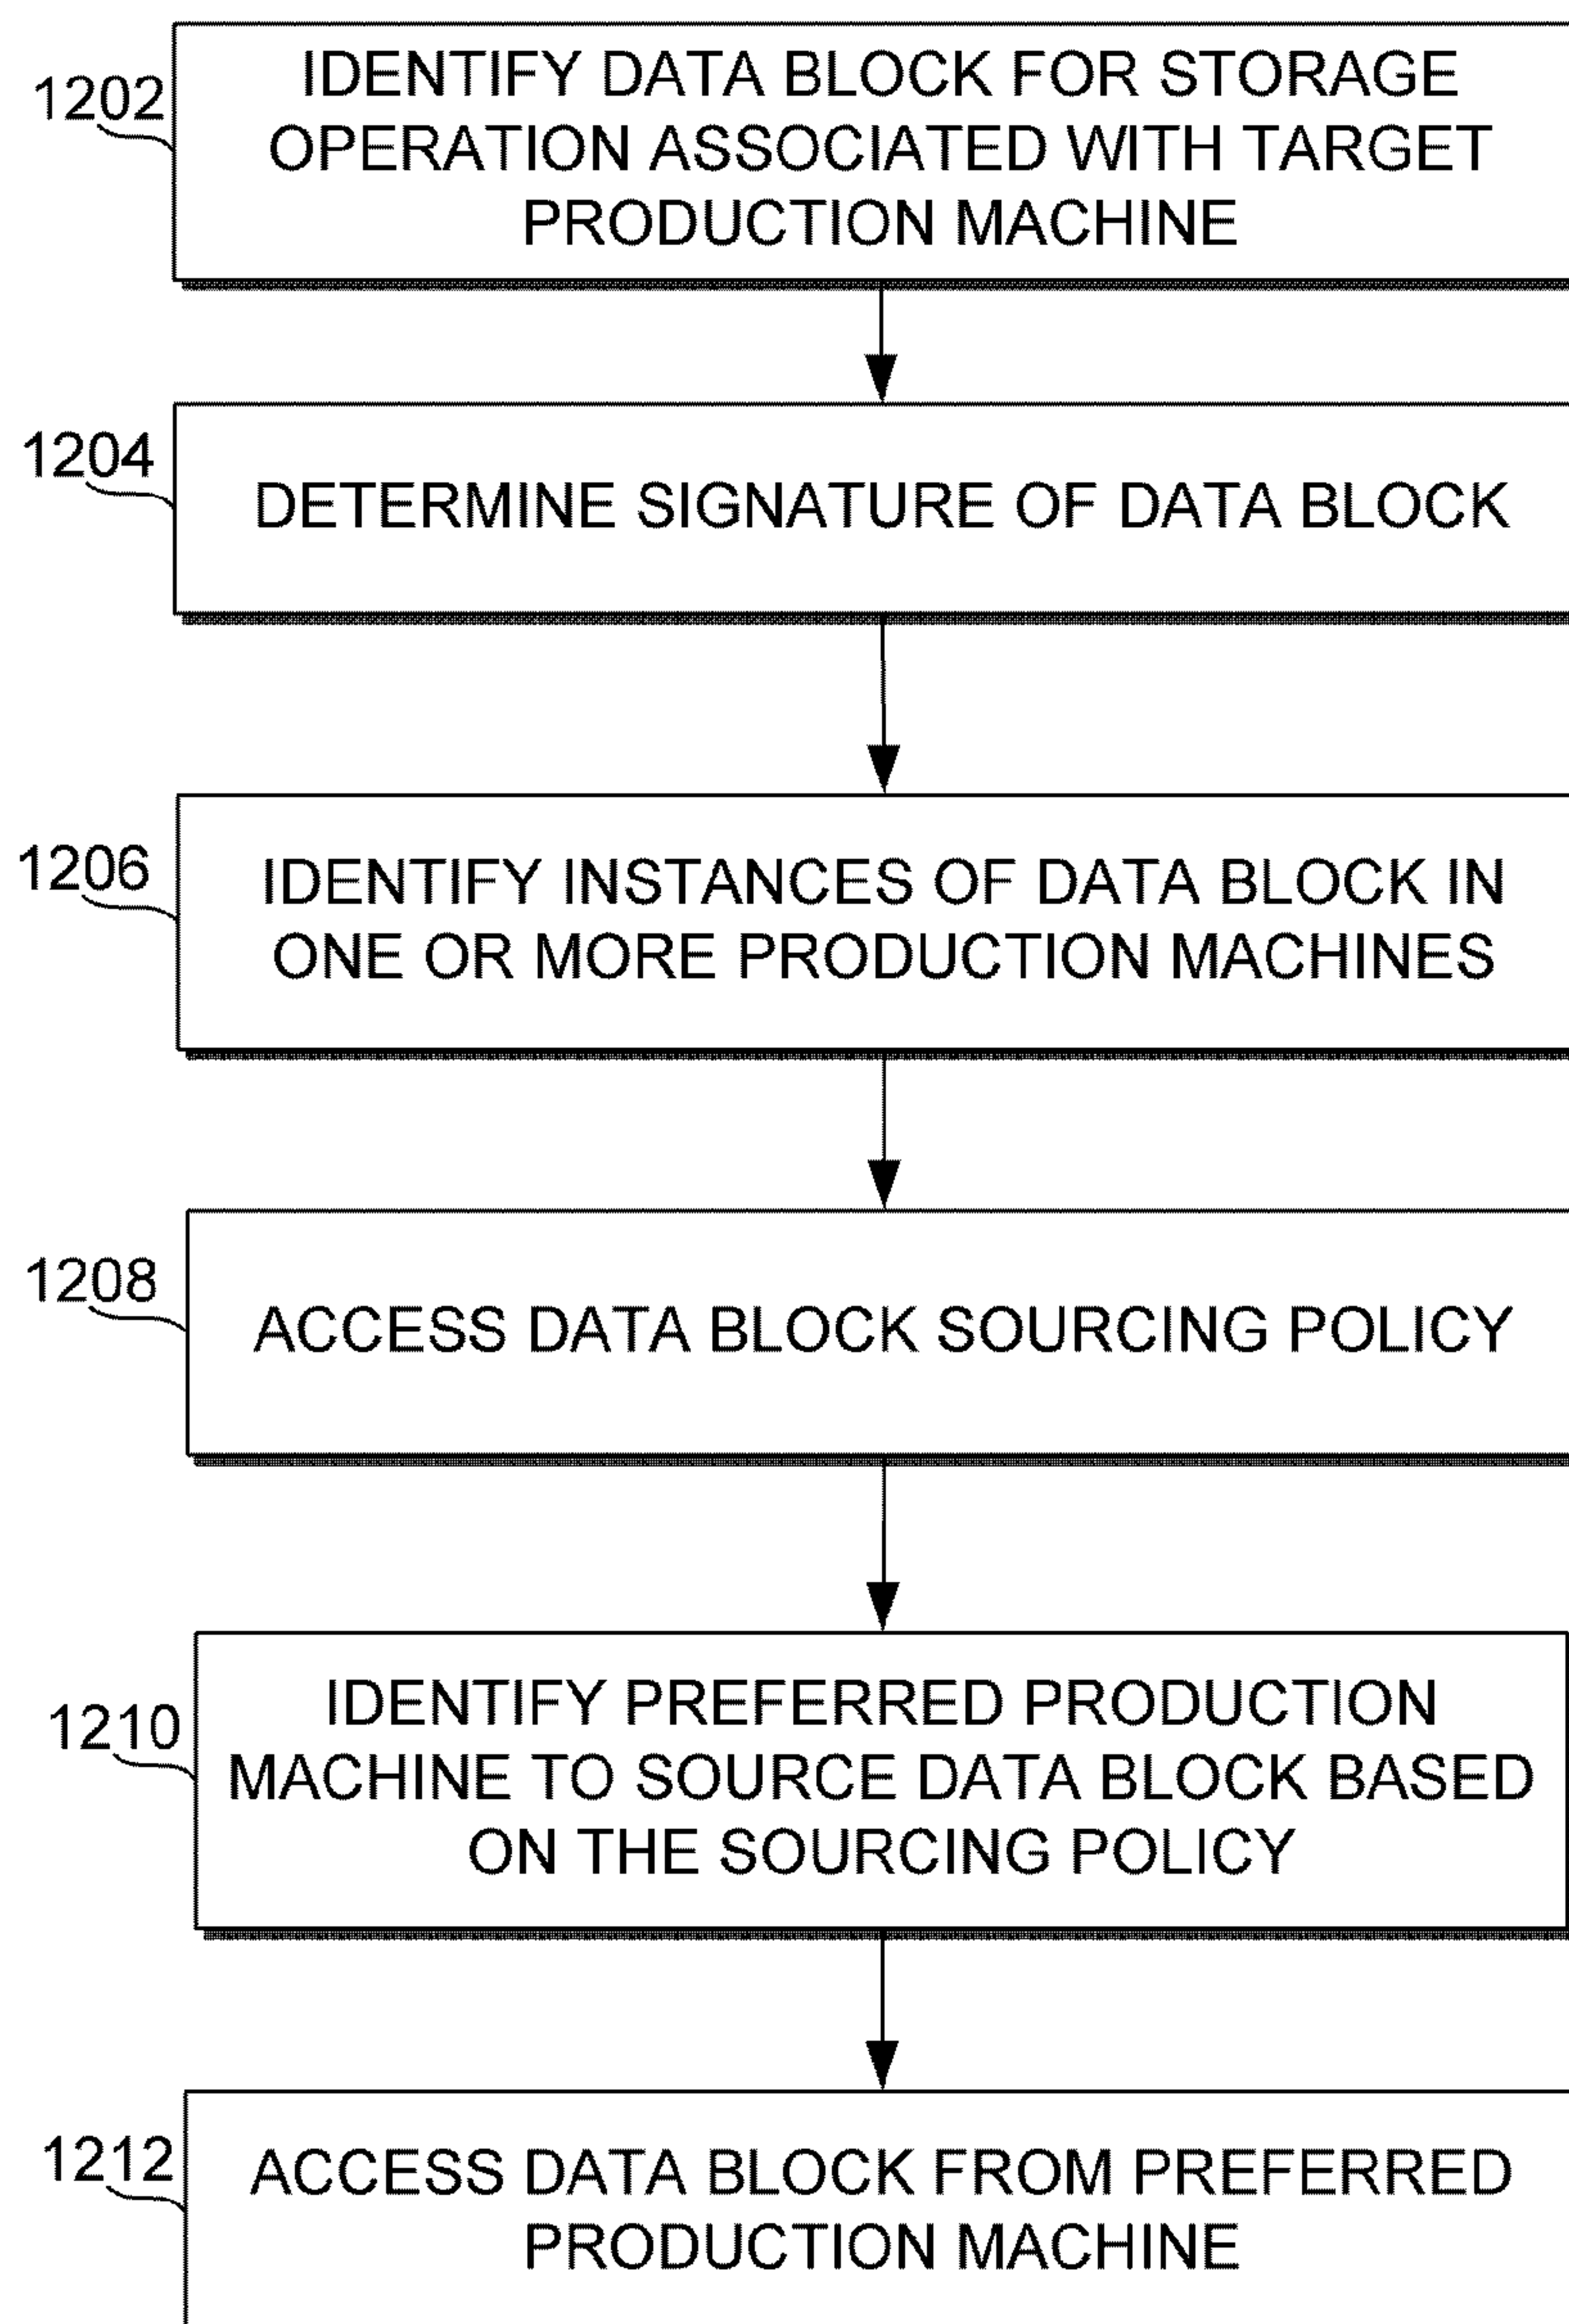 1202
IDENTIFY DATA BLOCK FOR STORAGE
OPERATION ASSOCIATED WITH TARGET
PRODUCTION MACHINE
1204
DETERMINE SIGNATURE OF DATA BLOCK
1206
IDENTIFY INSTANCES OF DATA BLOCK IN
ONE OR MORE PRODUCTION MACHINES
1208
ACCESS DATA BLOCK SOURCING POLICY
1210
IDENTIFY PREFERRED PRODUCTION
MACHINE TO SOURCE DATA BLOCK BASED
ON THE SOURCING POLICY
1212
ACCESS DATA BLOCK FROM PREFERRED
PRODUCTION MACHINE